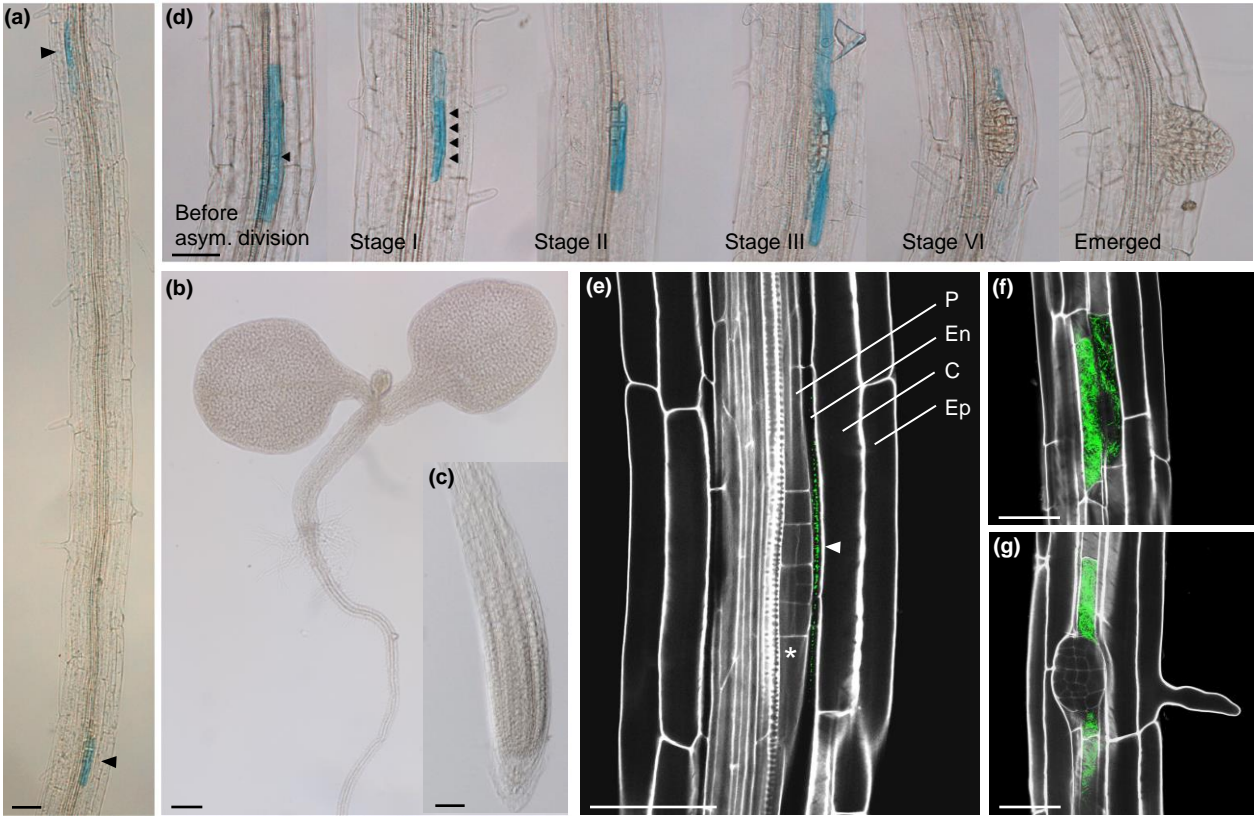 (a)
(d)
Before
asym. division
Stage I
Stage II
Stage III
Stage VI
Emerged
(b)
(c)
(e)
P
En
C
Ep
*
(f)
(g)